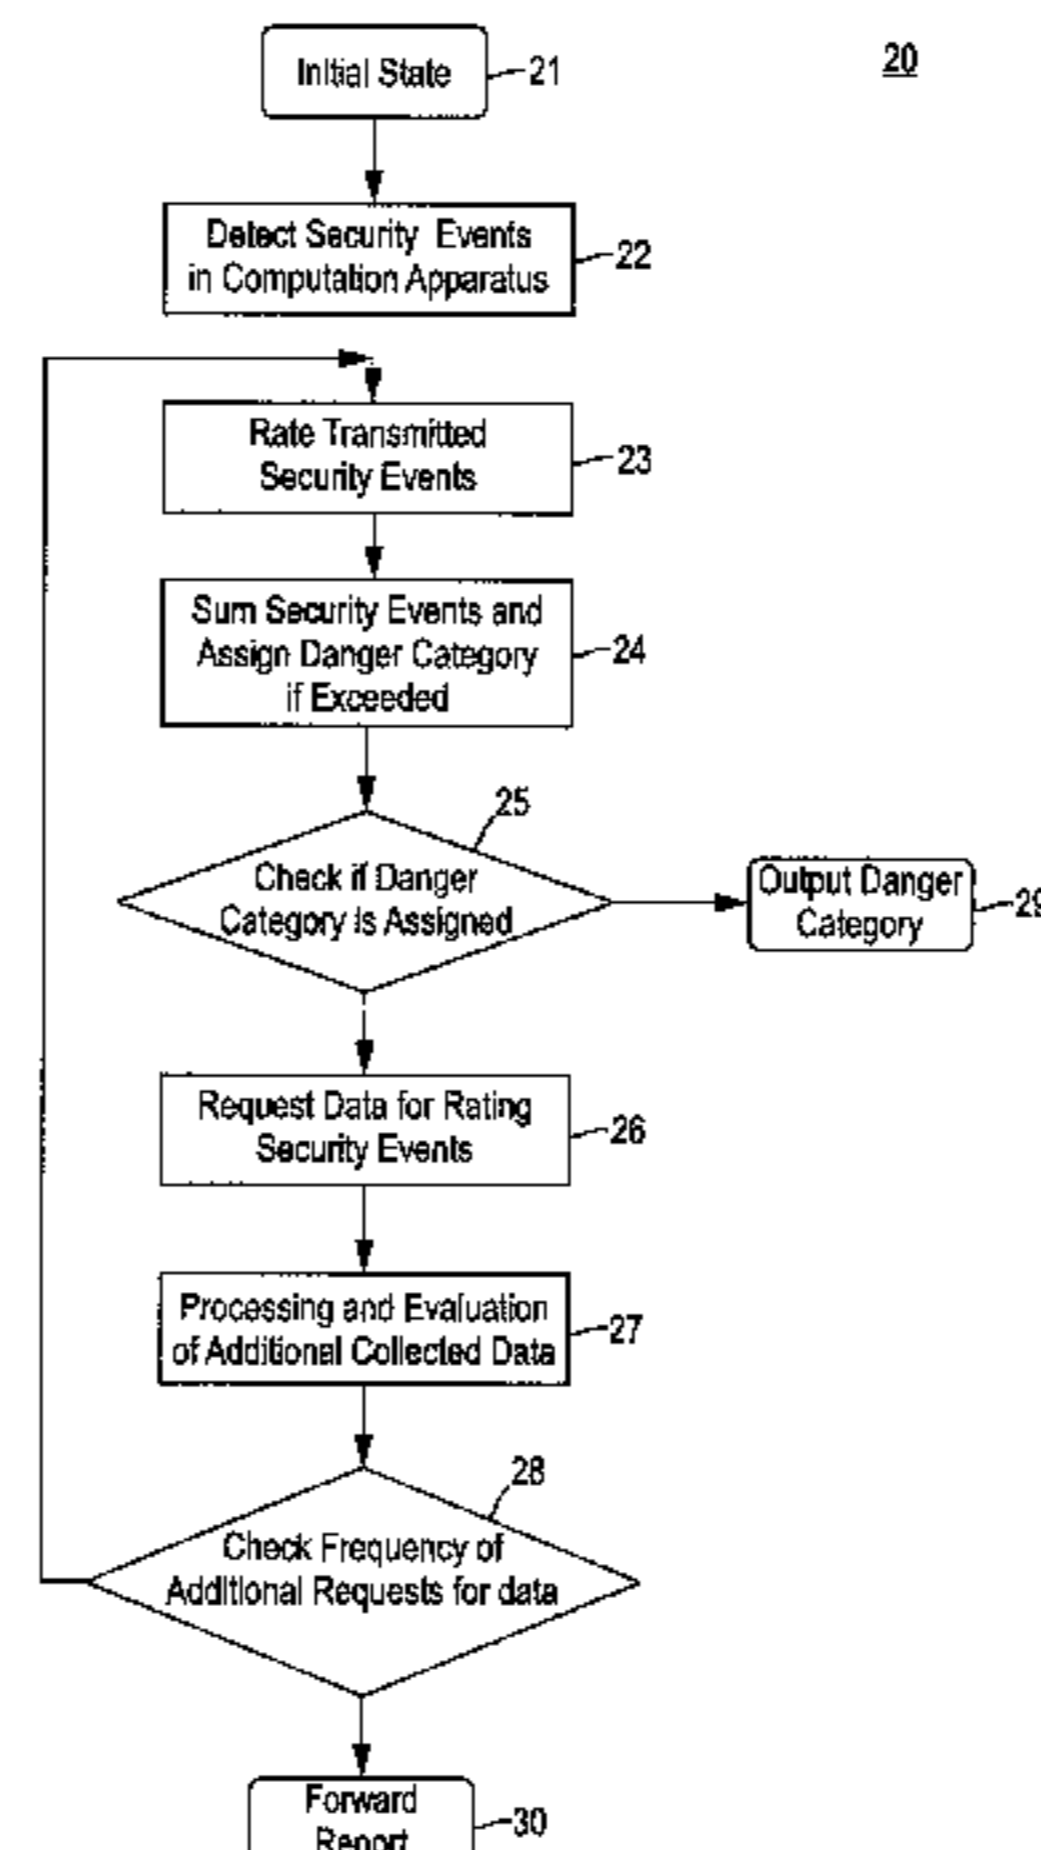 20
Initial State
21
Detect Security Events
in Computation Apparatus
22
Rate Transmitted
Security Events
23
Sum Security Events and
Assign Danger Category
if Exceeded
24
25
Check if Danger
Category is Assigned
Output Danger
Category
29
Request Data for Rating
Security Events
26
Processing and Evaluation
of Additional Collected Data
27
28
Check Frequency of
Additional Requests for data
Forward
Report
30